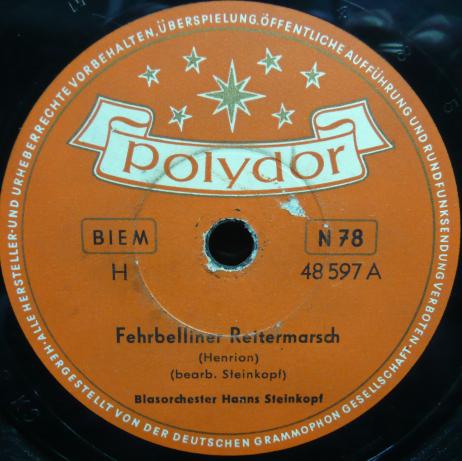 ·ALLE HERSTELLER-UND URHEBERRECHTE VORBEHALTEN.ÜBERSPIELUNG,ÖFFENTLICHE AUFFÜHRUNG UND RUNDFUNKSENDUNG VERBOTEN·
polydor
BIEM
N 78
H
48 597 A
Fehrbelliner Reitermarsch
(Henrion)
(bearb. Steinkopf)
Blasorchester Hanns Steinkopf
HERGESTELLT VON DER DEUTSCHEN GRAMMOPHON GESELLSCHAFT·